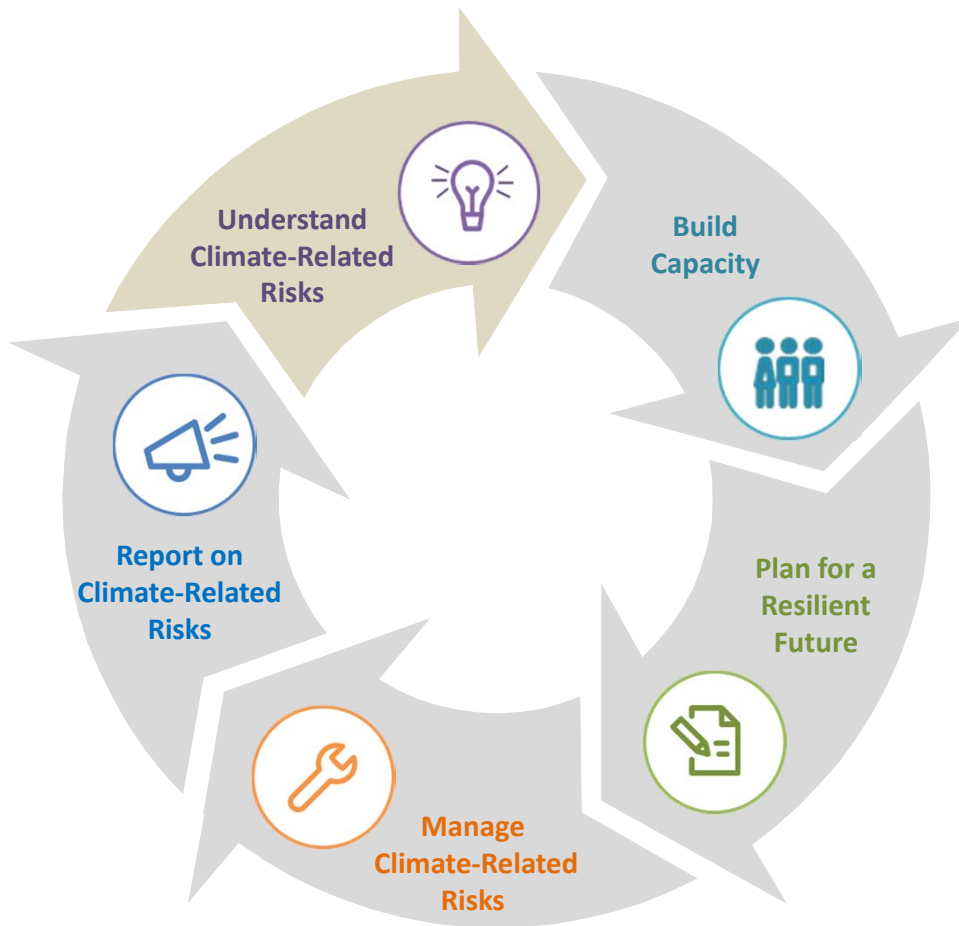 Understand
Climate-Related
Risks
Build
Capacity
Plan for a
Resilient
Future
Manage
Climate-Related
Risks
Report on
Climate-Related
Risks